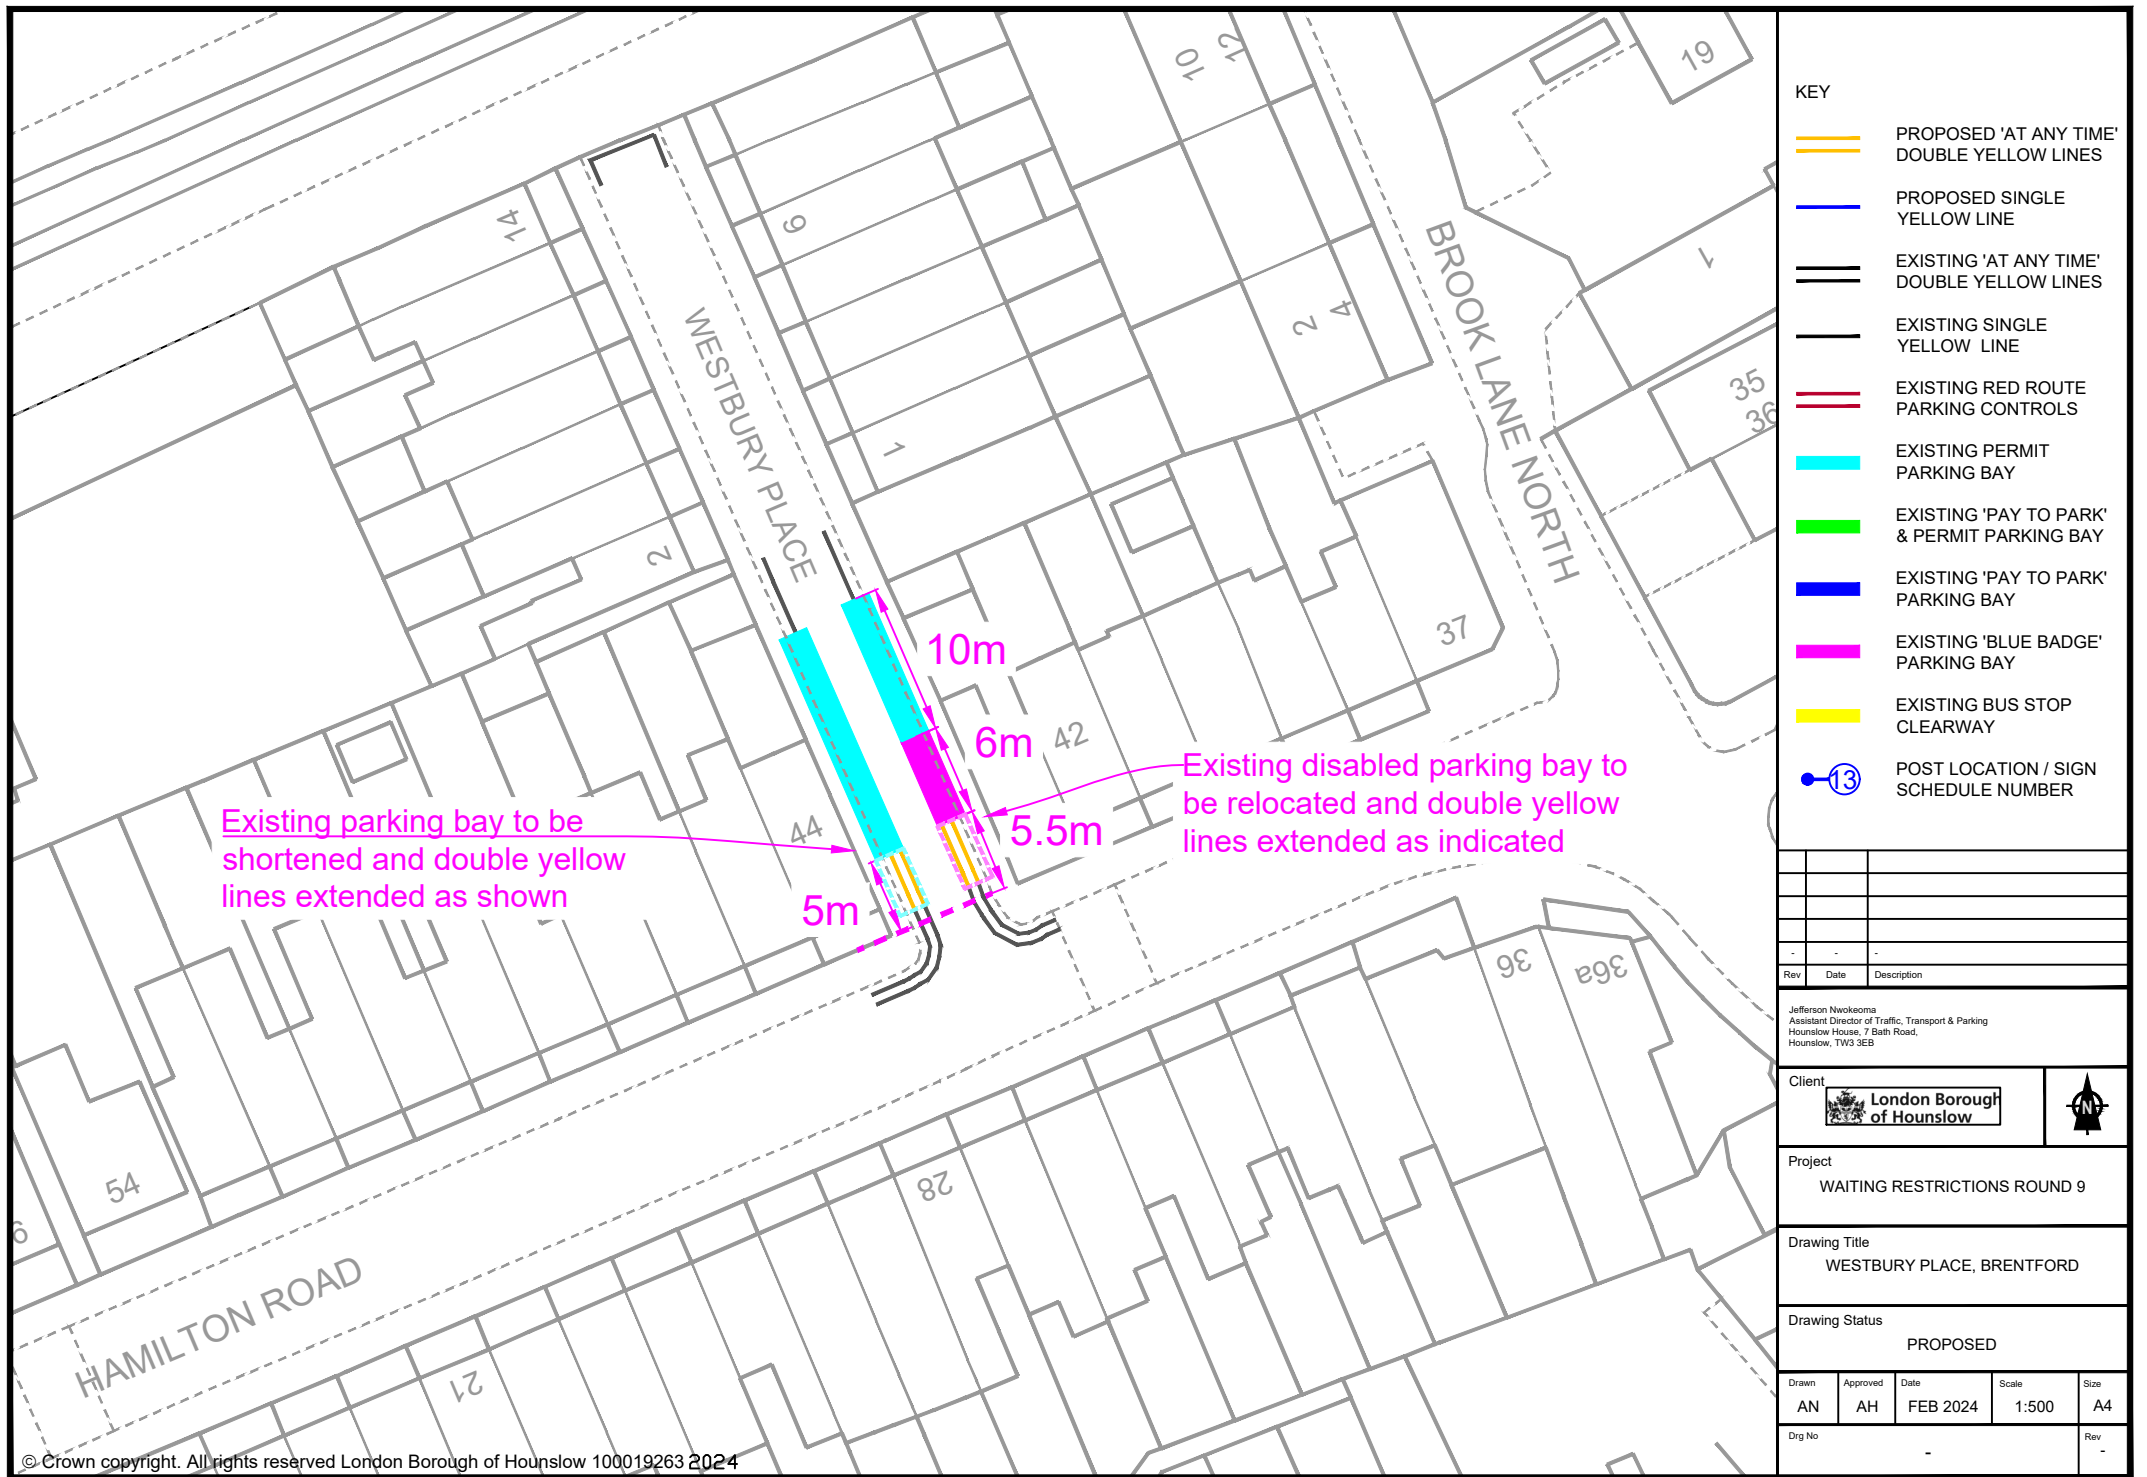 12
10
19
14
9
1
WESTBURY PLACE
BROOK LANE NORTH
4
2
35
36
1
2
37
10m
6m
42
Existing disabled parking bay to
be relocated and double yellow
lines extended as indicated
5.5m
Existing parking bay to be
shortened and double yellow
lines extended as shown
44
5m
36
36a
54
6
28
HAMILTON ROAD
21
© Crown copyright. All rights reserved London Borough of Hounslow 100019263 2024
KEY
PROPOSED 'AT ANY TIME'
DOUBLE YELLOW LINES
PROPOSED SINGLE
YELLOW LINE
EXISTING 'AT ANY TIME'
DOUBLE YELLOW LINES
EXISTING SINGLE
YELLOW LINE
EXISTING RED ROUTE
PARKING CONTROLS
EXISTING PERMIT
PARKING BAY
EXISTING 'PAY TO PARK'
& PERMIT PARKING BAY
EXISTING 'PAY TO PARK'
PARKING BAY
EXISTING 'BLUE BADGE'
PARKING BAY
EXISTING BUS STOP
CLEARWAY
13
POST LOCATION / SIGN
SCHEDULE NUMBER
- - -
Rev Date Description
Jefferson Nwokeoma
Assistant Director of Traffic, Transport & Parking
Hounslow House, 7 Bath Road,
Hounslow, TW3 3EB
Client
London Borough
of Hounslow
N
Project
WAITING RESTRICTIONS ROUND 9
Drawing Title
WESTBURY PLACE, BRENTFORD
Drawing Status
PROPOSED
Drawn Approved Date Scale Size
AN AH FEB 2024 1:500 A4
Drg No Rev
- -